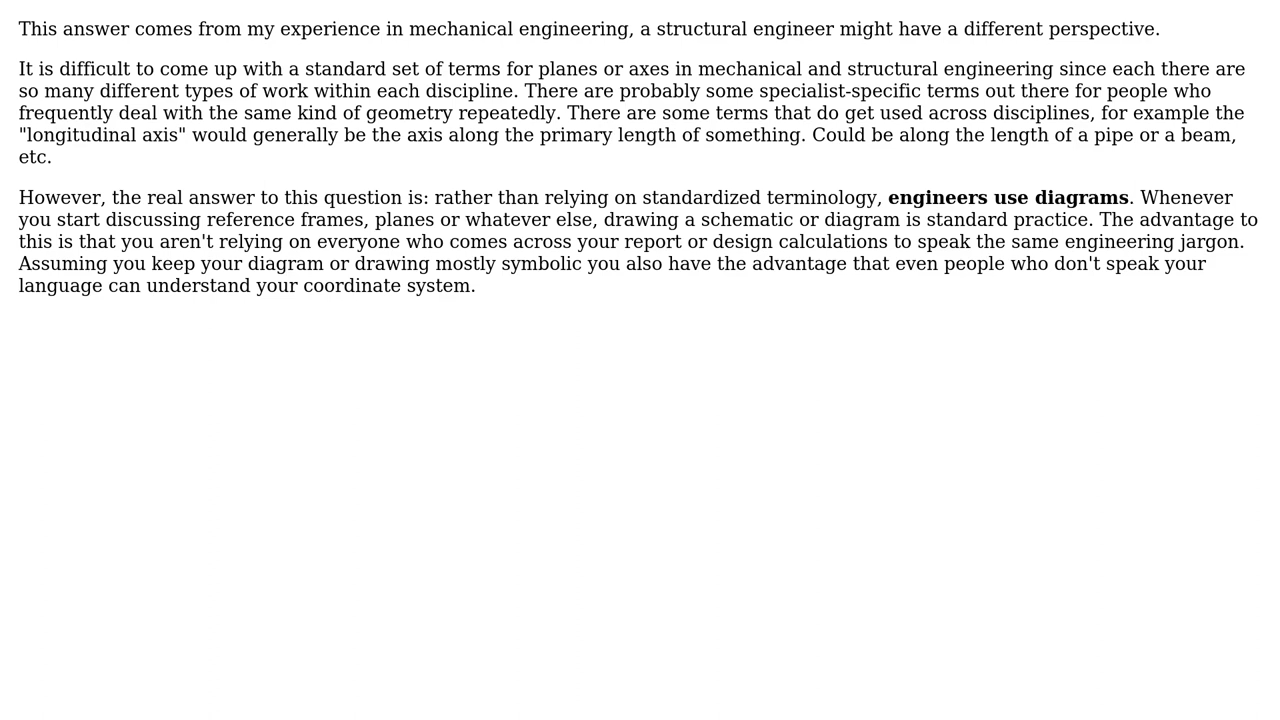 This answer comes from my experience in mechanical engineering, a structural engineer might have a different perspective.
It is difficult to come up with a standard set of terms for planes or axes in mechanical and structural engineering since each there are
so many different types of work within each discipline. There are probably some specialist-specific terms out there for people who
frequently deal with the same kind of geometry repeatedly. There are some terms that do get used across disciplines, for example the
"longitudinal axis" would generally be the axis along the primary length of something. Could be along the length of a pipe or a beam,
etc.
However, the real answer to this question is: rather than relying on standardized terminology, engineers use diagrams. Whenever
you start discussing reference frames, planes or whatever else, drawing a schematic or diagram is standard practice. The advantage to
this is that you aren't relying on everyone who comes across your report or design calculations to speak the same engineering jargon.
Assuming you keep your diagram or drawing mostly symbolic you also have the advantage that even people who don't speak your
language can understand your coordinate system.